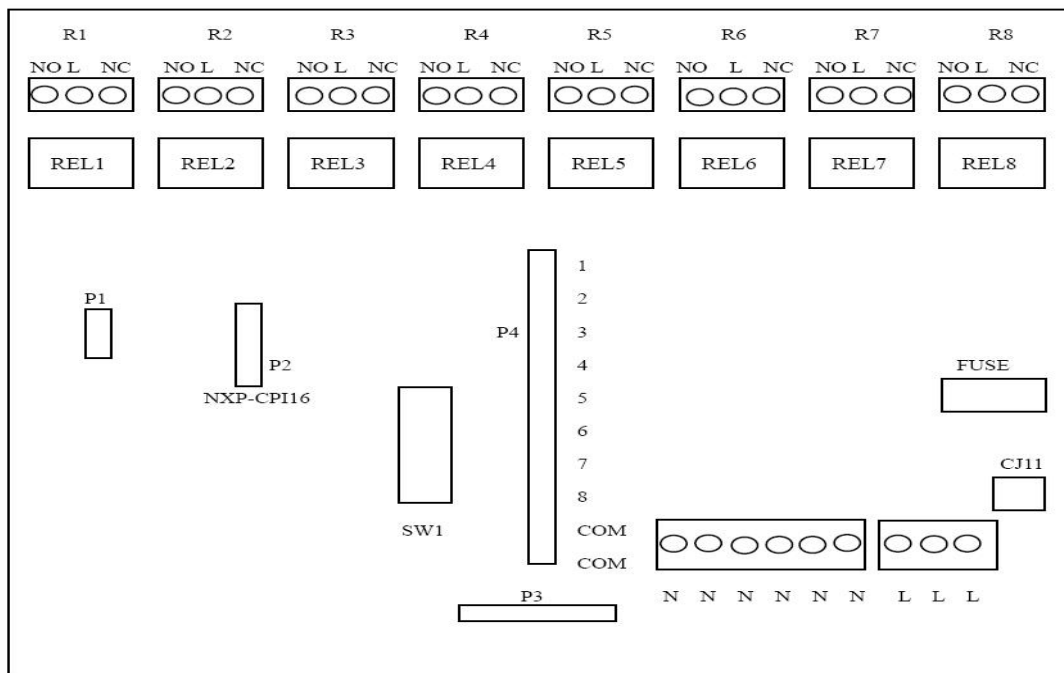 R1 R2 R3 R4 R5 R6 R7 R8
NO L NC NO L NC NO L NC NO L NC NO L NC NO L NC NO L NC NO L NC
REL1 REL2 REL3 REL4 REL5 REL6 REL7 REL8
1
P1 2
P4 3
P2 4 FUSE
NXP-CPI16 5
6
7 CJ11
8
SW1 COM
COM
P3 N N N N N N L L L